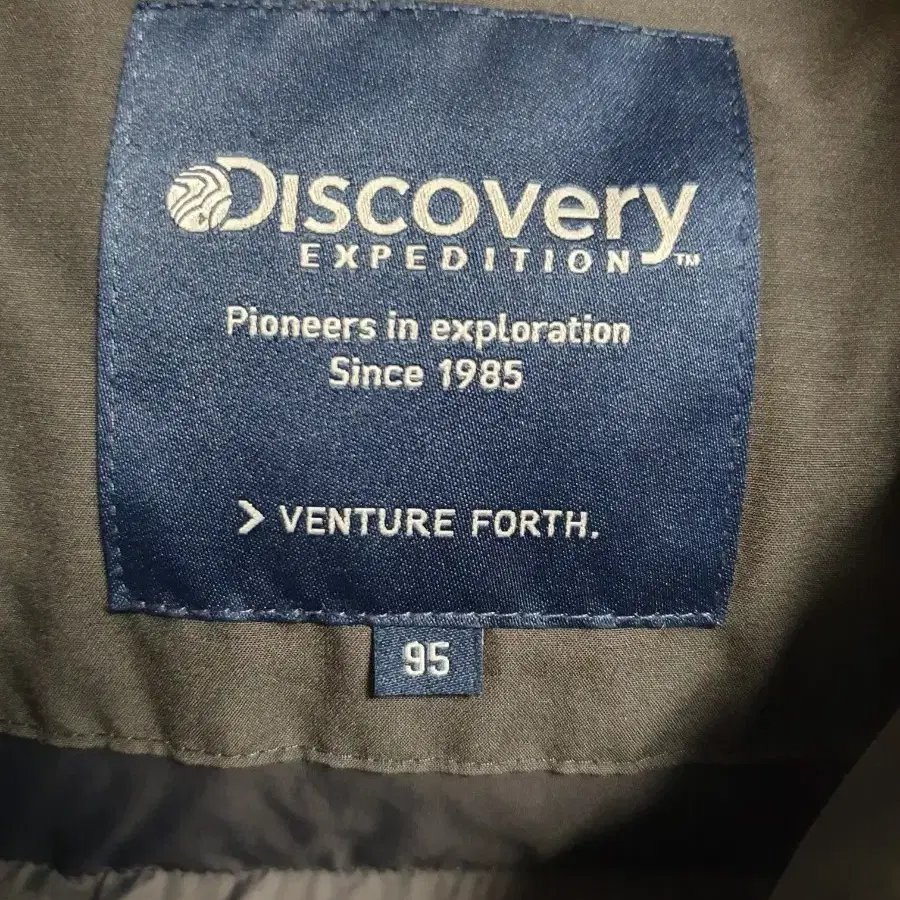 Discovery
EXPEDITION™
Pioneers in exploration
Since 1985
> VENTURE FORTH.
95